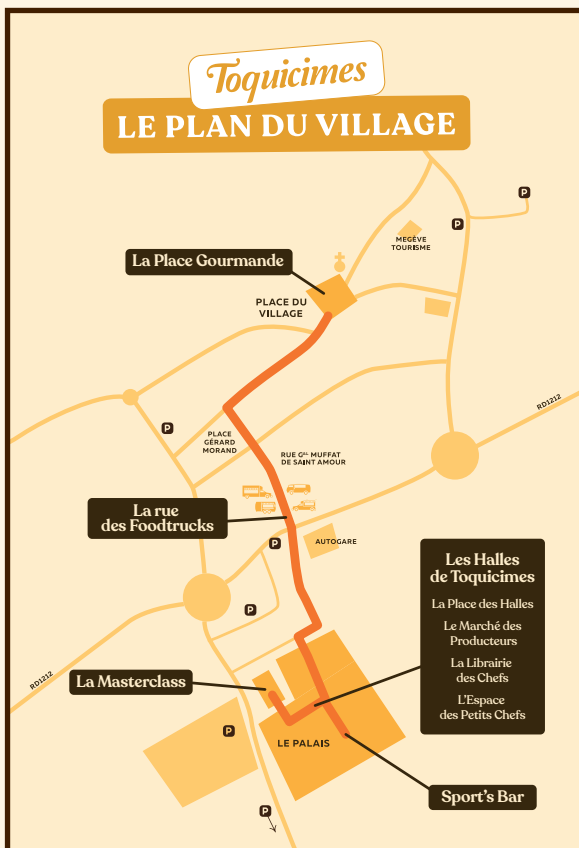 Toquicimes
LE PLAN DU VILLAGE
P
P
MEGÈVE
TOURISME
La Place Gourmande
PLACE DU
VILLAGE
RD1212
P
PLACE
GÉRARD
MORAND
RUE GAL MUFFAT
DE SAINT AMOUR
La rue
des Foodtrucks
P
AUTOGARE
Les Halles
de Toquicimes
La Place des Halles
Le Marché des
Producteurs
La Librairie
des Chefs
L'Espace
des Petits Chefs
P
RD1212
La Masterclass
P
LE PALAIS
Sport's Bar
P